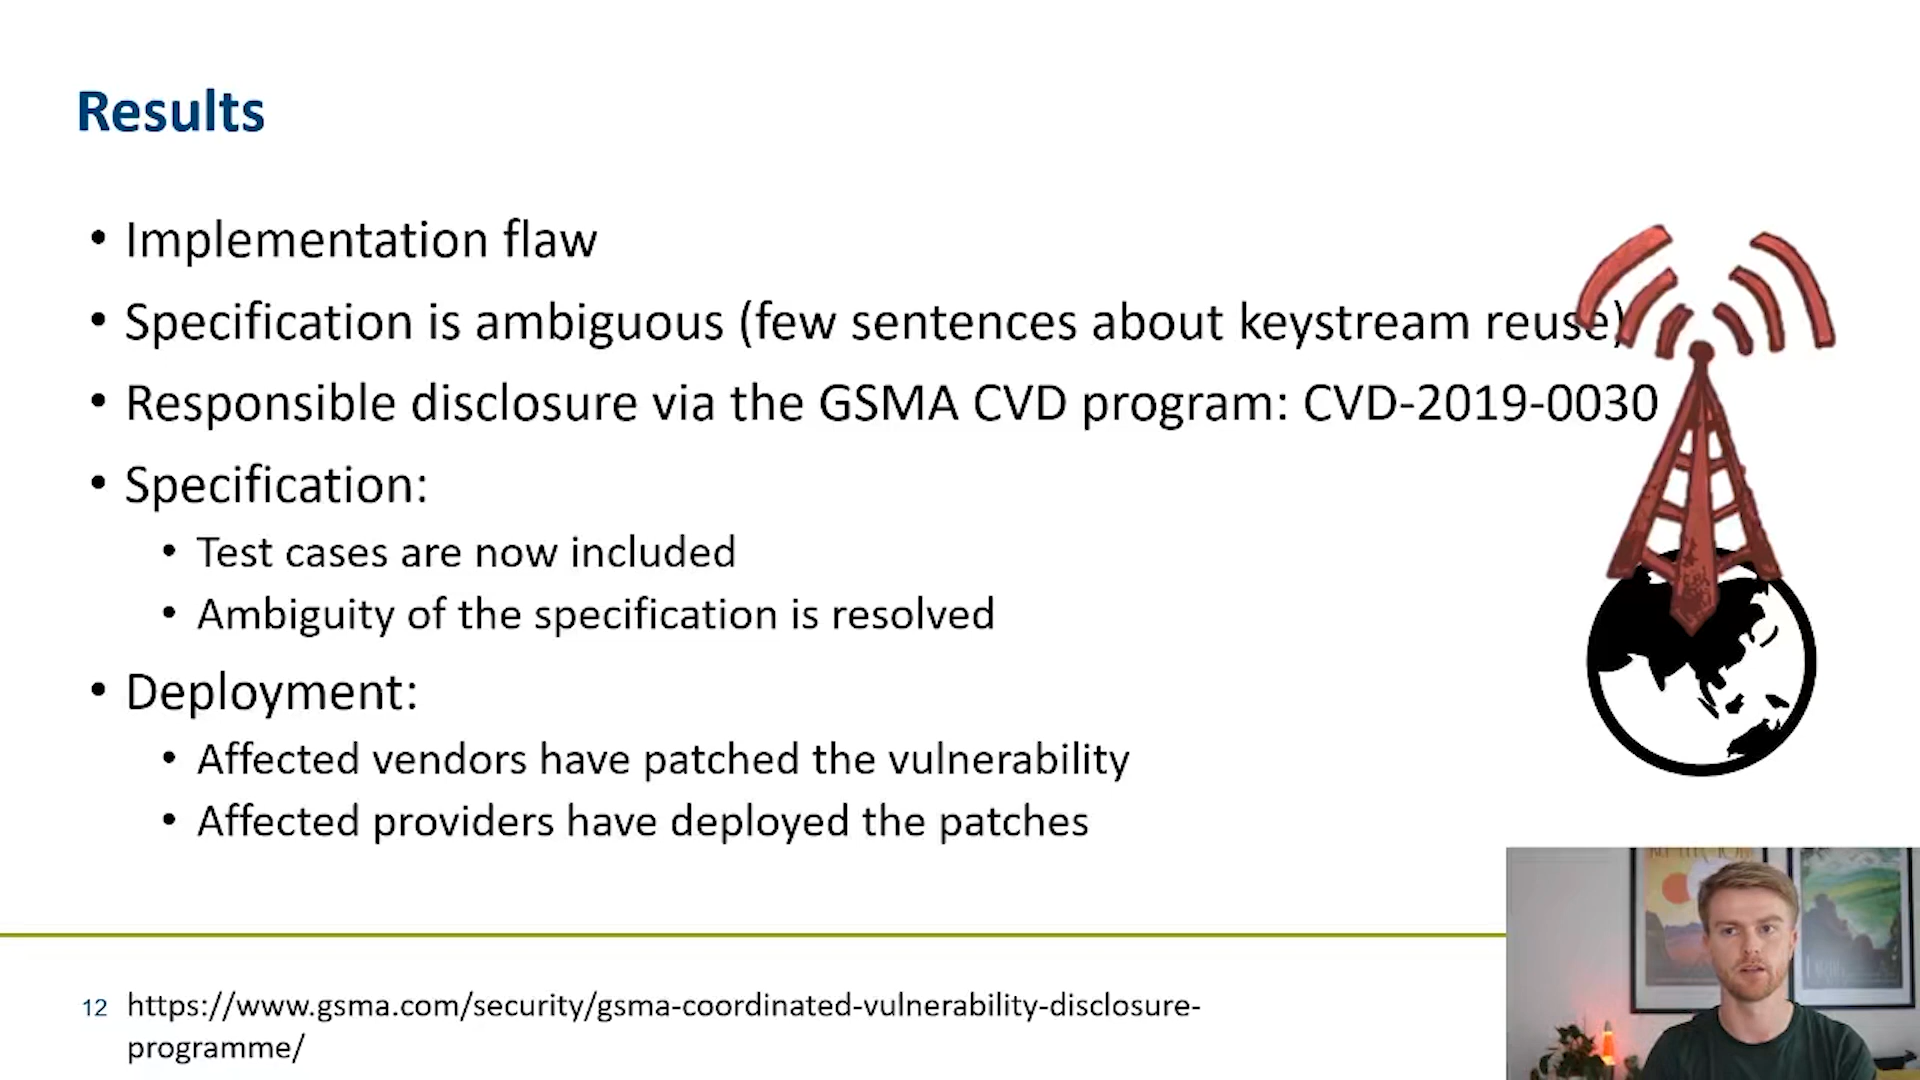 Results
• Implementation flaw
• Specification is ambiguous (few sentences about keystream reuse)
• Responsible disclosure via the GSMA CVD program: CVD-2019-0030
• Specification:
• Test cases are now included
• Ambiguity of the specification is resolved
• Deployment:
• Affected vendors have patched the vulnerability
• Affected providers have deployed the patches
12 https://www.gsma.com/security/gsma-coordinated-vulnerability-disclosure-
programme/